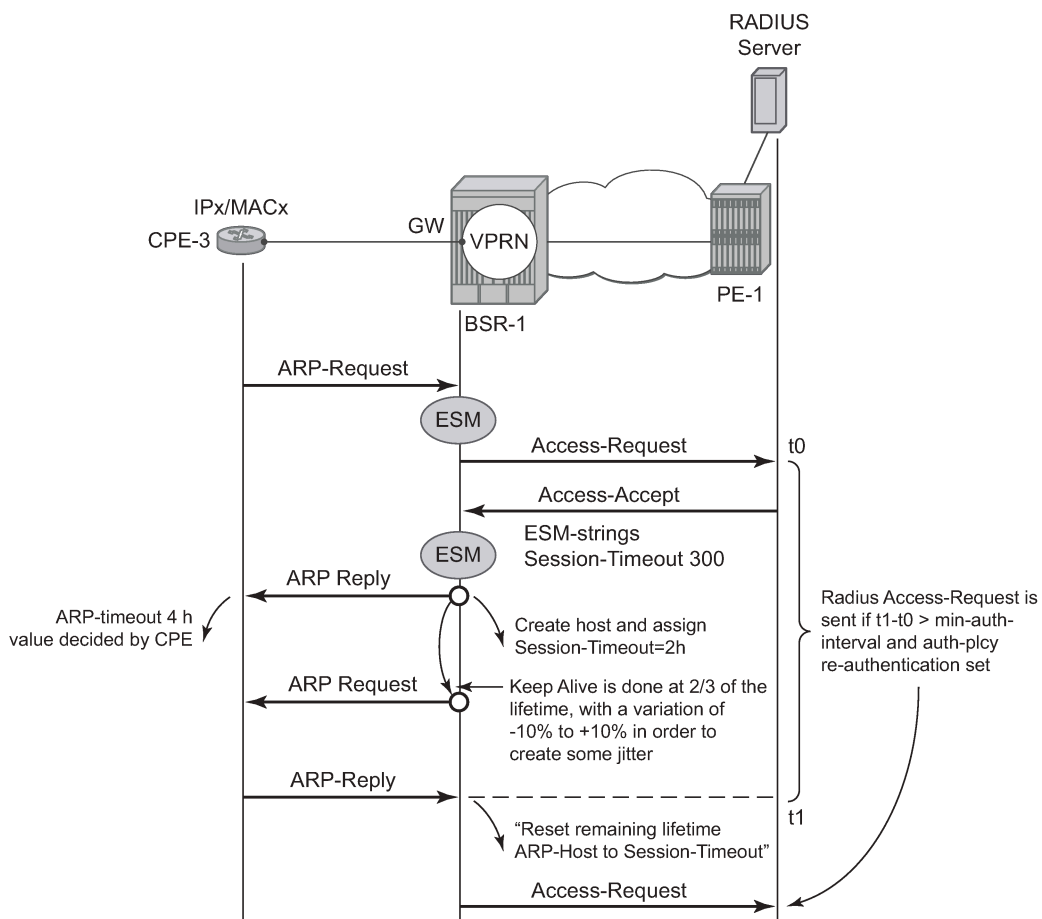 RADIUS
Server
IPx/MACx
CPE-3
GW
VPRN
PE-1
BSR-1
ARP-Request
ESM
Access-Request
t0
Access-Accept
ESM-strings
Session-Timeout 300
ESM
ARP Reply
ARP-timeout 4 h
value decided by CPE
Create host and assign
Session-Timeout=2h
Radius Access-Request is
sent if t1-t0 > min-auth-
interval and auth-plcy
re-authentication set
ARP Request
Keep Alive is done at 2/3 of the
lifetime, with a variation of
-10% to +10% in order to
create some jitter
ARP-Reply
t1
“Reset remaining lifetime
ARP-Host to Session-Timeout”
Access-Request